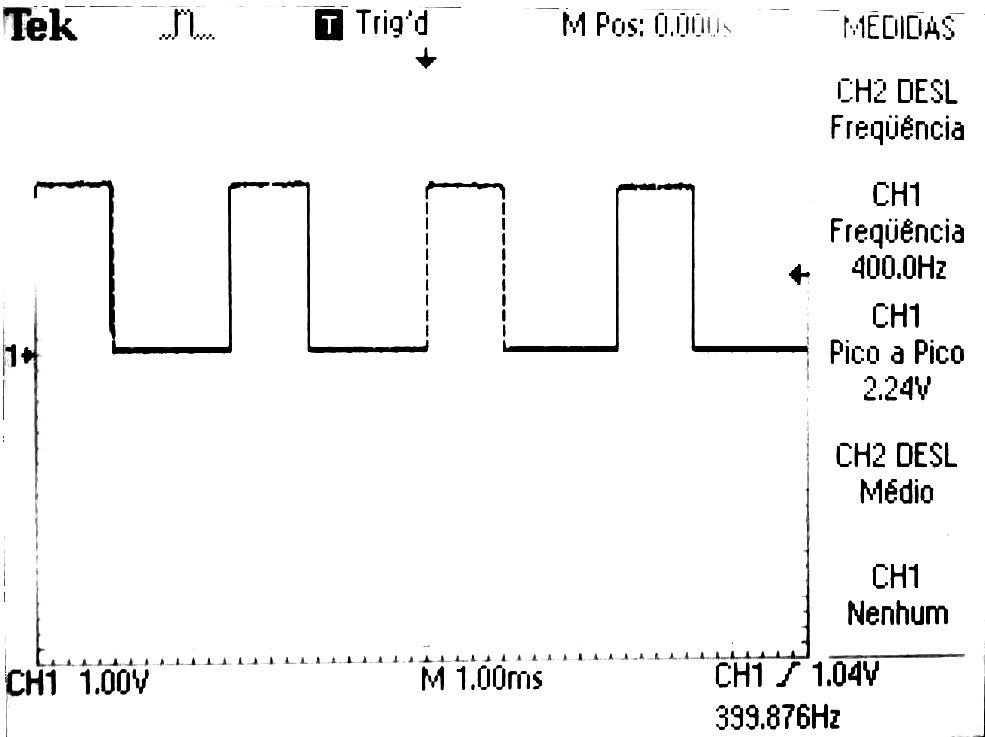 Tek T Trig'd M Pos: 0.000s MEDIDAS
CH2 DESL
Freqüência
CH1
Freqüência
400.0Hz
CH1
Pico a Pico
2.24V
1
CH2 DESL
Médio
CH1
Nenhum
CH1 1.00V M 1.00ms CH1 1.04V
399.876Hz